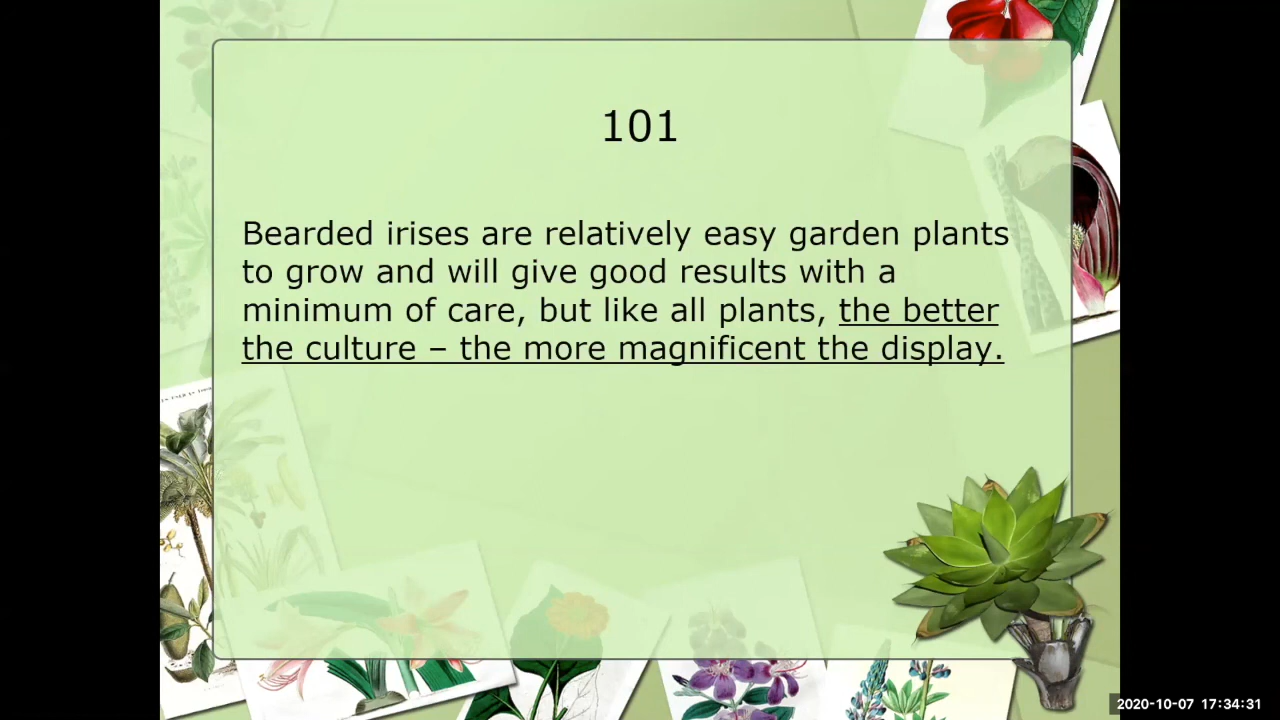 101
Bearded irises are relatively easy garden plants
to grow and will give good results with a
minimum of care, but like all plants, the better
the culture – the more magnificent the display.
2020-10-07 17:34:31